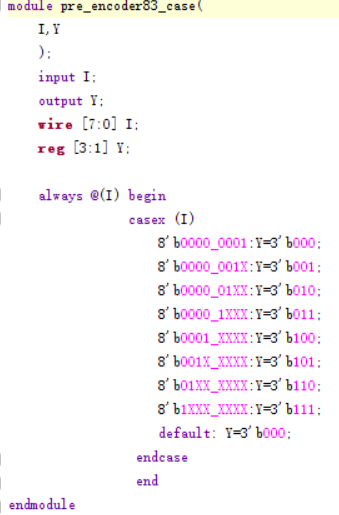 module pre_encoder83_case(
I,Y
);
input I;
output Y;
wire [7:0] I;
reg [3:1] Y;
always @(I) begin
casex (I)
8'b0000_0001:Y=3'b000;
8'b0000_001X:Y=3'b001;
8'b0000_01XX:Y=3'b010;
8'b0000_1XXX:Y=3'b011;
8'b0001_XXXX:Y=3'b100;
8'b001X_XXXX:Y=3'b101;
8'b01XX_XXXX:Y=3'b110;
8'b1XXX_XXXX:Y=3'b111;
default: Y=3'b000;
endcase
end
endmodule